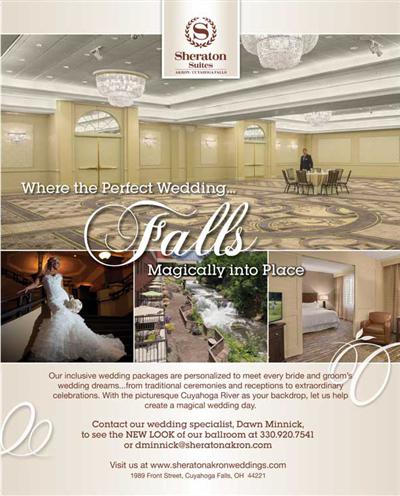 S
Sheraton
Suites
AKRON/CUYAHOGA FALLS
Where the Perfect Wedding...
Falls
Magically into Place
Our inclusive wedding packages are personalized to meet every bride and groom's
wedding dreams...from traditional ceremonies and receptions to extraordinary
celebrations. With the picturesque Cuyahoga River as your backdrop, let us help
create a magical wedding day.
Contact our wedding specialist, Dawn Minnick,
to see the NEW LOOK of our ballroom at 330.920.7541
or dminnick@sheratonakron.com
Visit us at www.sheratonakronweddings.com
1989 Front Street, Cuyahoga Falls, OH 44221